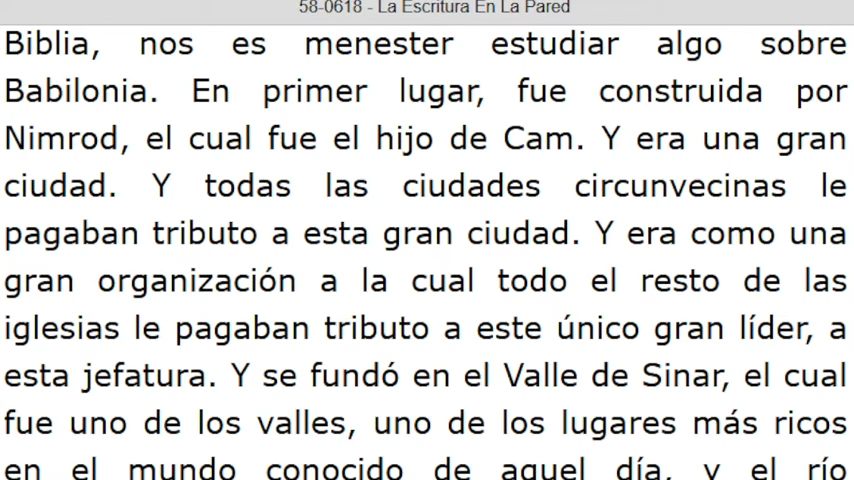 58-0618 - La Escritura En La Pared
Biblia, nos es menester estudiar algo sobre
Babilonia. En primer lugar, fue construida por
Nimrod, el cual fue el hijo de Cam. Y era una gran
ciudad. Y todas las ciudades circunvecinas le
pagaban tributo a esta gran ciudad. Y era como una
gran organización a la cual todo el resto de las
iglesias le pagaban tributo a este único gran líder, a
esta jefatura. Y se fundó en el Valle de Sinar, el cual
fue uno de los valles, uno de los lugares más ricos
en el mundo conocido de aquel día, y el río